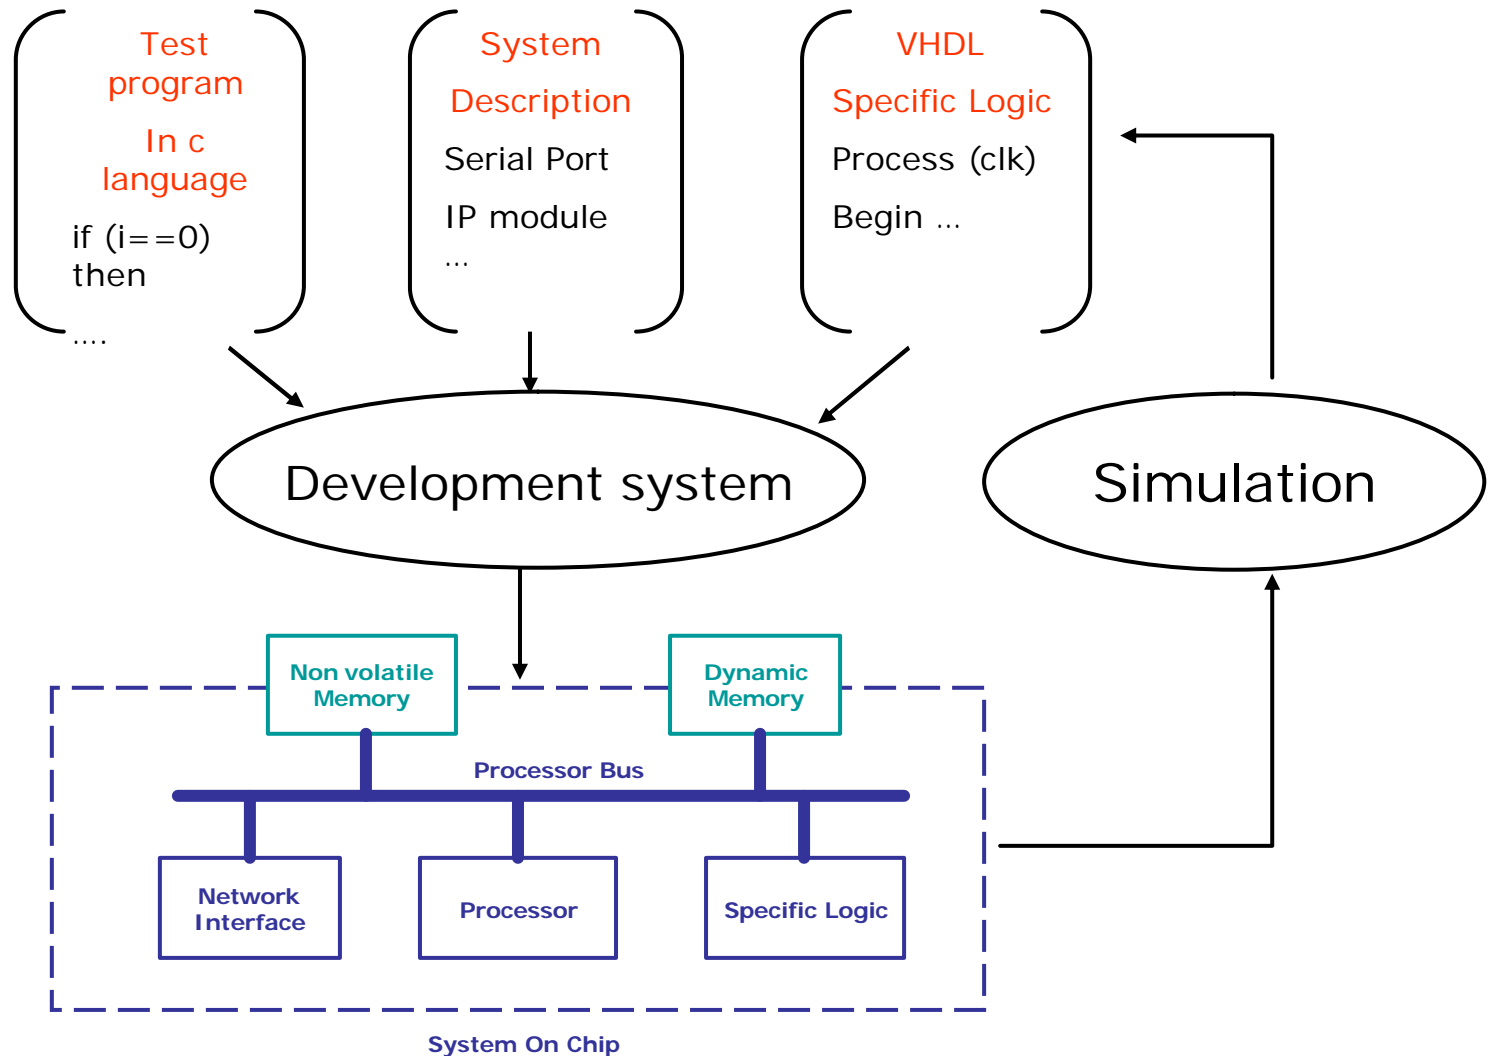 Test
program
In c
language
if (i==0)
then
....
System
Description
Serial Port
IP module
...
VHDL
Specific Logic
Process (clk)
Begin ...
Development system
Simulation
Non volatile
Memory
Dynamic
Memory
Processor Bus
Network
Interface
Processor
Specific Logic
System On Chip